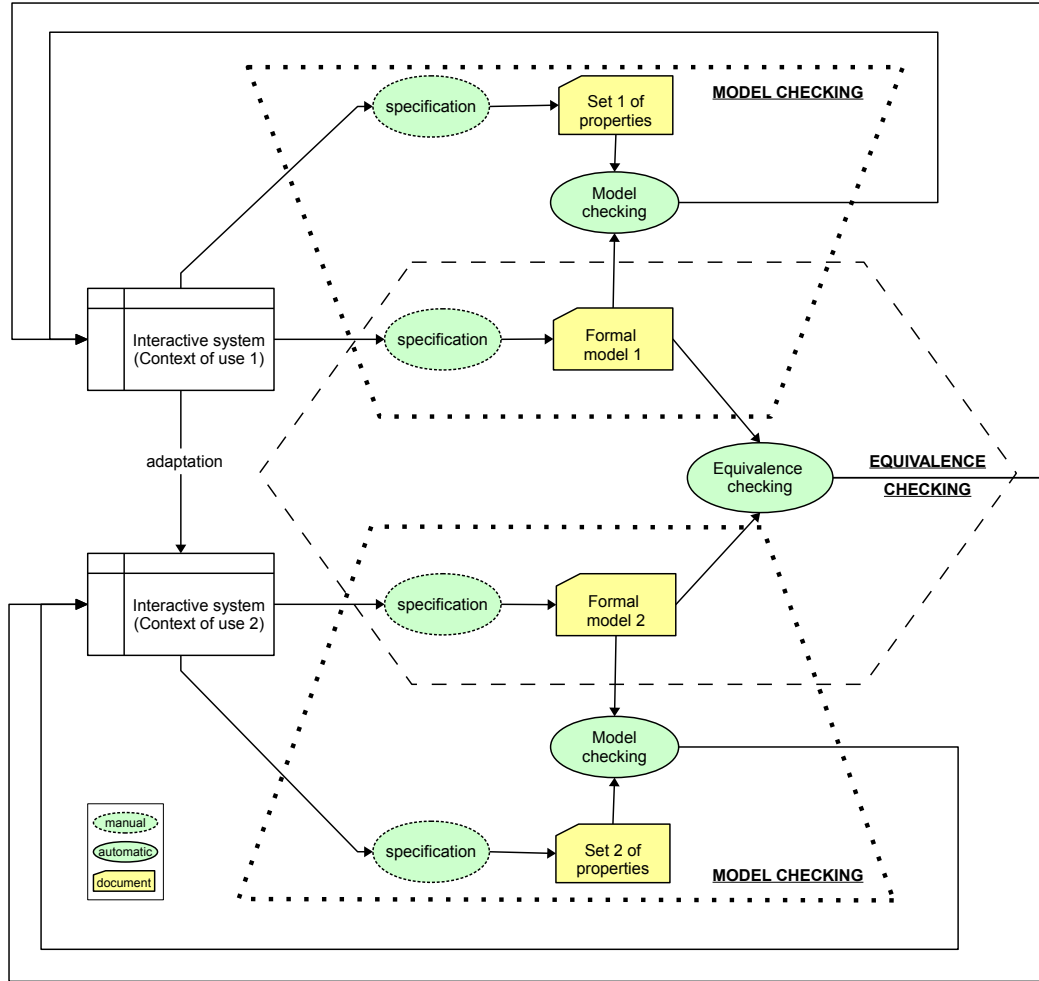 MODEL CHECKING
specification
Set 1 of
properties
Model
checking
Interactive system
(Context of use 1)
specification
Formal
model 1
adaptation
Equivalence
checking
EQUIVALENCE
CHECKING
Interactive system
(Context of use 2)
specification
Formal
model 2
Model
checking
manual
automatic
document
specification
Set 2 of
properties
MODEL CHECKING